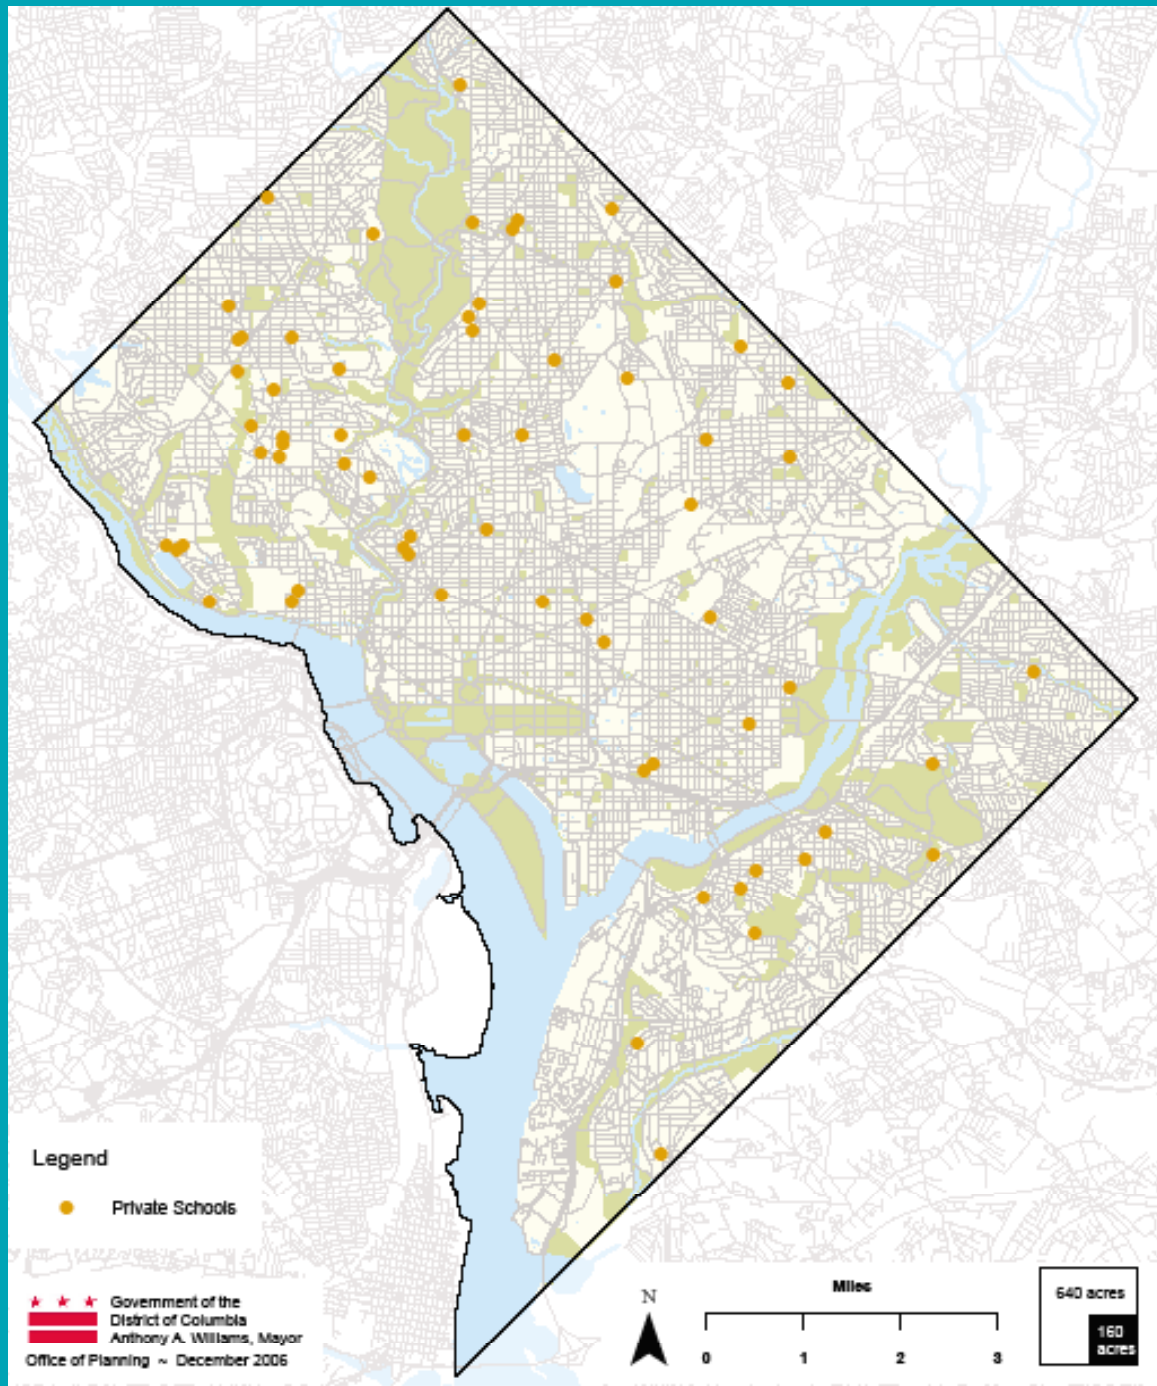 Legend
Private Schools
Government of the
District of Columbia
Anthony A. Williams, Mayor
Office of Planning ~ December 2006
N
Miles
0 1 2 3
640 acres
160
acres